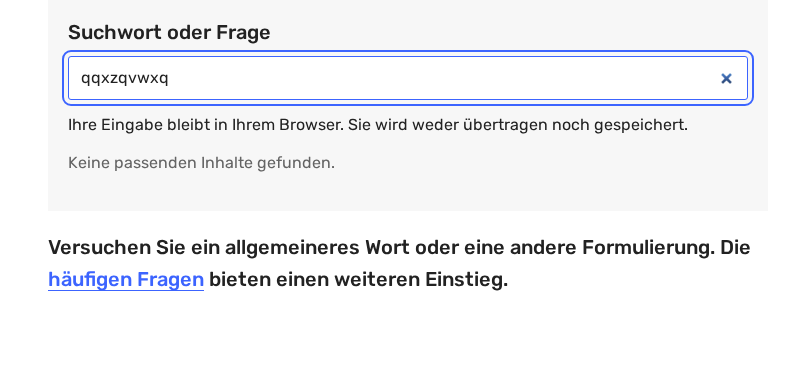 Suchwort oder Frage
qqxzqvwxq
Ihre Eingabe bleibt in Ihrem Browser. Sie wird weder übertragen noch gespeichert.
Keine passenden Inhalte gefunden.
Versuchen Sie ein allgemeineres Wort oder eine andere Formulierung. Die
häufigen Fragen bieten einen weiteren Einstieg.